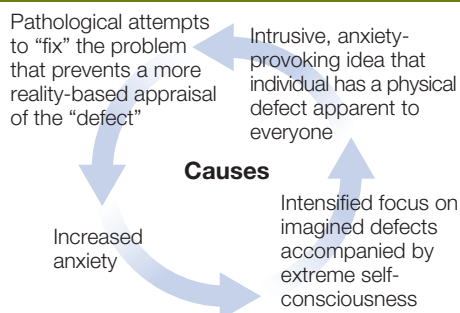 Pathological attempts
to “fix” the problem
that prevents a more
reality-based appraisal
of the “defect”
Intrusive, anxiety-
provoking idea that
individual has a physical
defect apparent to
everyone
Causes
Increased
anxiety
Intensified focus on
imagined defects
accompanied by
extreme self-
consciousness